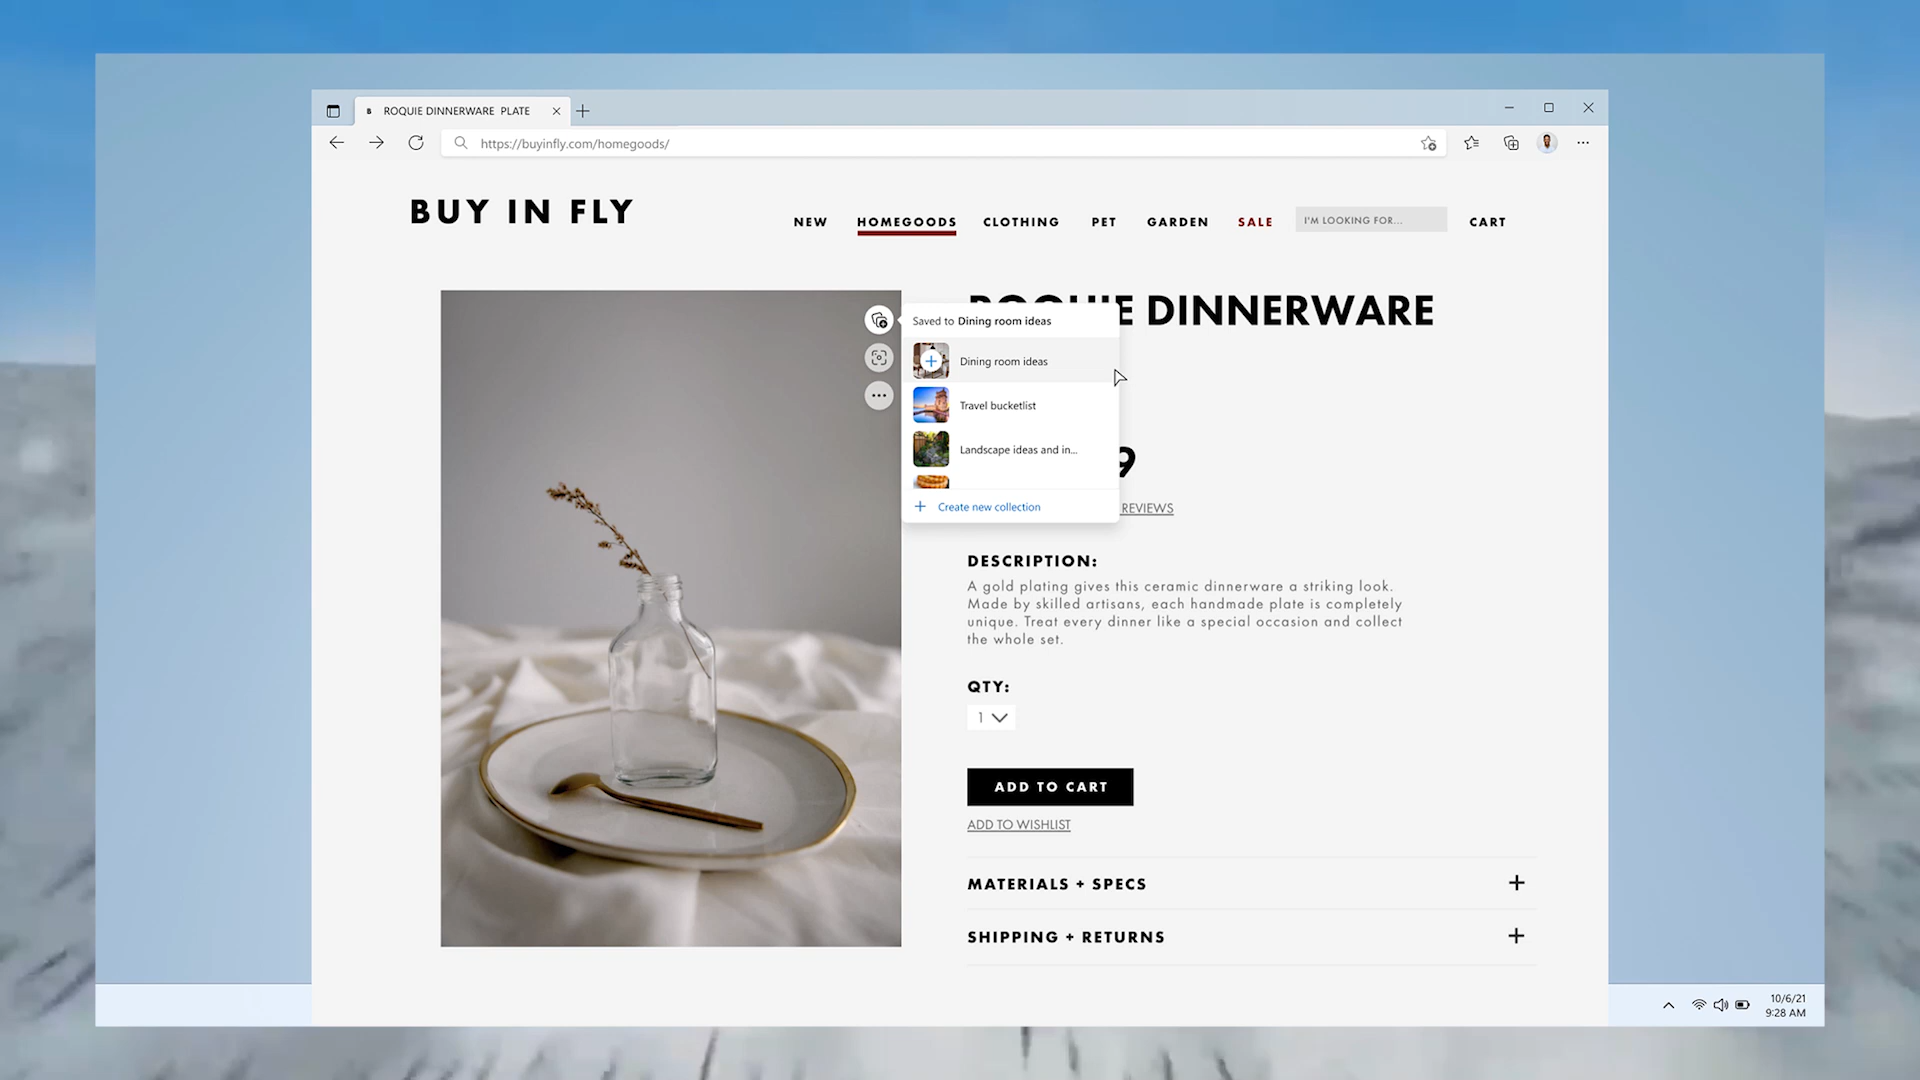 ROQUIE DINNERWARE PLATE
https://buyinfly.com/homegoods/
BUY IN FLY
NEW HOMEGOODS CLOTHING PET GARDEN SALE I'M LOOKING FOR... CART
DINNERWARE
Saved to Dining room ideas
Dining room ideas
Travel bucketlist
Landscape ideas and in...
9
Create new collection
REVIEWS
DESCRIPTION:
A gold plating gives this ceramic dinnerware a striking look.
Made by skilled artisans, each handmade plate is completely
unique. Treat every dinner like a special occasion and collect
the whole set.
QTY:
1
ADD TO CART
ADD TO WISHLIST
MATERIALS + SPECS
SHIPPING + RETURNS
10/6/21
9:28 AM